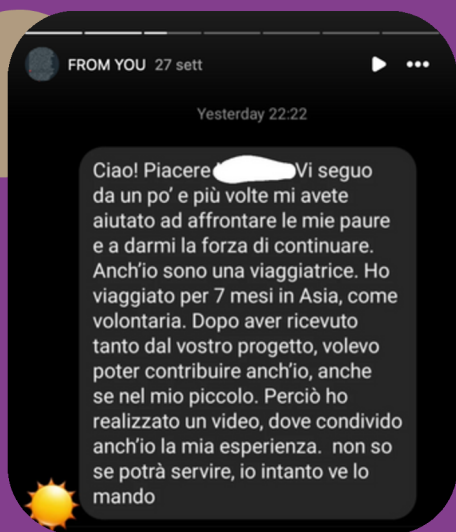 FROM YOU 27 sett
Yesterday 22:22
Ciao! Piacere Vi seguo
da un po' e più volte mi avete
aiutato ad affrontare le mie paure
e a darmi la forza di continuare.
Anch'io sono una viaggiatrice. Ho
viaggiato per 7 mesi in Asia, come
volontaria. Dopo aver ricevuto
tanto dal vostro progetto, volevo
poter contribuire anch'io, anche
se nel mio piccolo. Perciò ho
realizzato un video, dove condivido
anch'io la mia esperienza. non so
se potrà servire, io intanto ve lo
mando